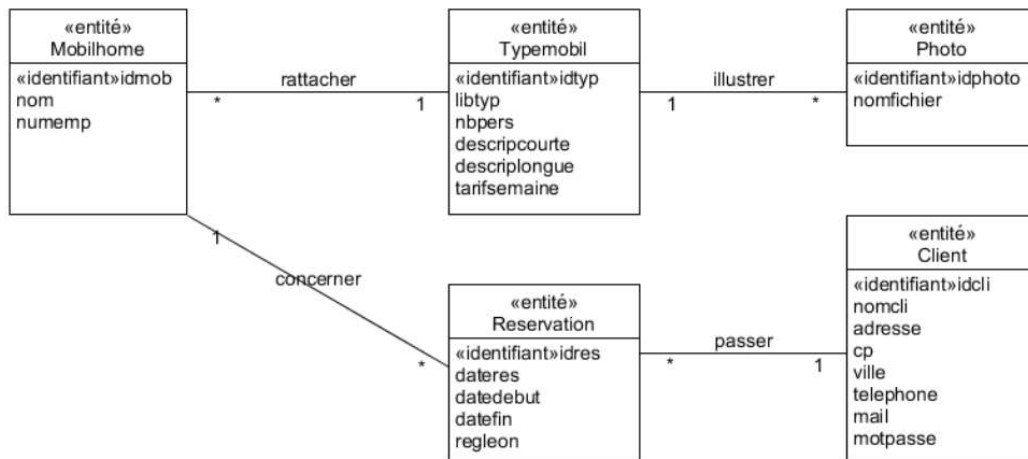 «entité»
Mobilhome
«identifiant»idmob
nom
numemp
rattacher
*
1
«entité»
Typemobil
«identifiant»idtyp
libtyp
nbpers
descripcourte
descriplongue
tarifsemaine
illustrer
1
*
«entité»
Photo
«identifiant»idphoto
nomfichier
1
concerner
*
«entité»
Reservation
«identifiant»idres
dateres
datedebut
datefin
regleon
passer
*
1
«entité»
Client
«identifiant»idcli
nomcli
adresse
cp
ville
telephone
mail
motpasse